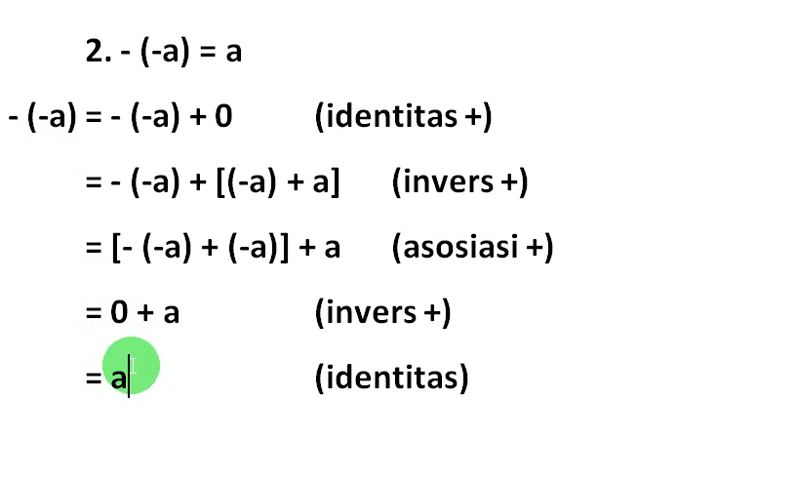 2. - (-a) = a
- (-a) = - (-a) + 0 (identitas +)
= - (-a) + [(-a) + a] (invers +)
= [- (-a) + (-a)] + a (asosiasi +)
= 0 + a (invers +)
= a (identitas)